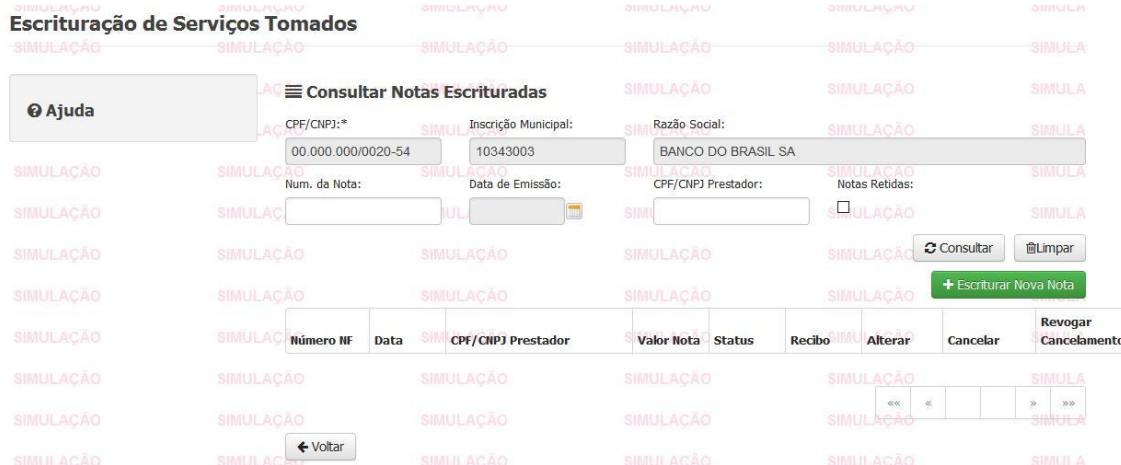 Escrituração de Serviços Tomados
Ajuda
Consultar Notas Escrituradas
CPF/CNPJ:* Inscrição Municipal: Razão Social:
00.000.000/0020-54 10343003 BANCO DO BRASIL SA
Num. da Nota: Data de Emissão: CPF/CNPJ Prestador: Notas Retidas:
Consultar Limpar
+ Escriturar Nova Nota
Número NF Data CPF/CNPJ Prestador Valor Nota Status Recibo Alterar Cancelar Revogar Cancelamento
«« « » »»
Voltar
SIMULAÇÃO